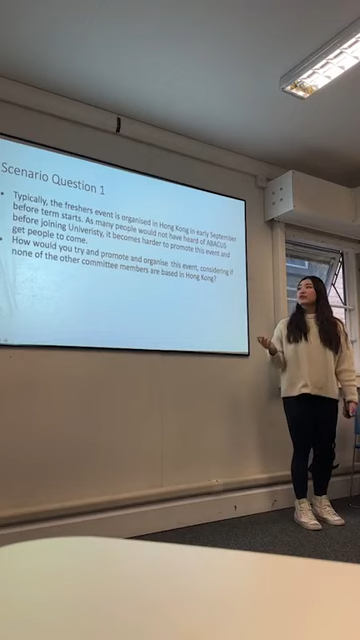 Scenario Question 1
• Typically, the freshers event is organised in Hong Kong in early September
before term starts. As many people would not have heard of ABACUS
before joining Univeristy, it becomes harder to promote this event and
get people to come.
• How would you try and promote and organise this event, considering if
none of the other committee members are based in Hong Kong?